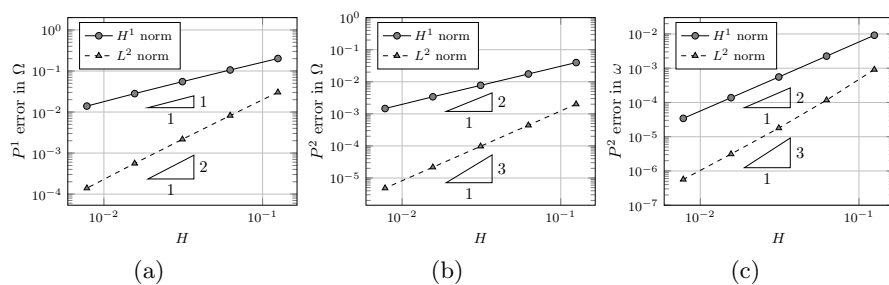 10^0
10^-1
10^-2
10^-3
10^-4
P^1 error in Ω
H^1 norm
L^2 norm
1
1
2
1
10^-2
10^-1
H
(a)
10^0
10^-1
10^-2
10^-3
10^-4
10^-5
P^2 error in Ω
H^1 norm
L^2 norm
2
1
3
1
10^-2
10^-1
H
(b)
10^-2
10^-3
10^-4
10^-5
10^-6
10^-7
P^2 error in ω
H^1 norm
L^2 norm
2
1
3
1
10^-2
10^-1
H
(c)